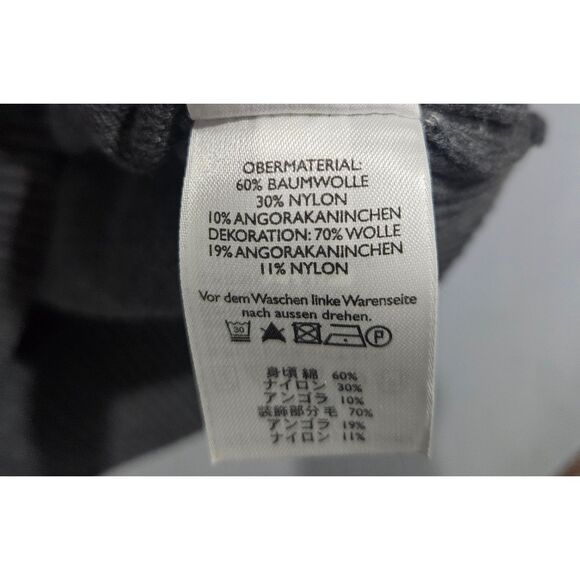 OBERMATERIAL:
60% BAUMWOLLE
30% NYLON
10% ANGORAKANINCHEN
DEKORATION: 70% WOLLE
19% ANGORAKANINCHEN
11% NYLON
Vor dem Waschen linke Warenseite
nach aussen drehen.
30 P
身頃 綿 60%
ナイロン 30%
アンゴラ 10%
装飾部分 毛 70%
アンゴラ 19%
ナイロン 11%